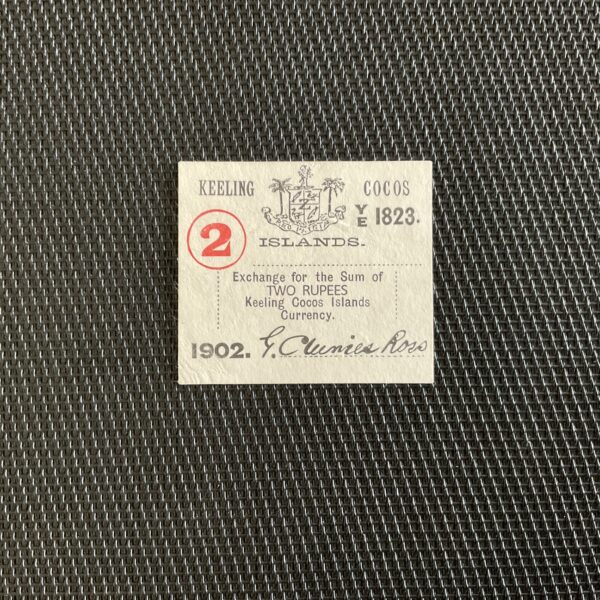 KEELING COCOS
YE 1823.
2
ISLANDS.
Exchange for the Sum of
TWO RUPEES
Keeling Cocos Islands
Currency.
1902. G. Clunies Ross